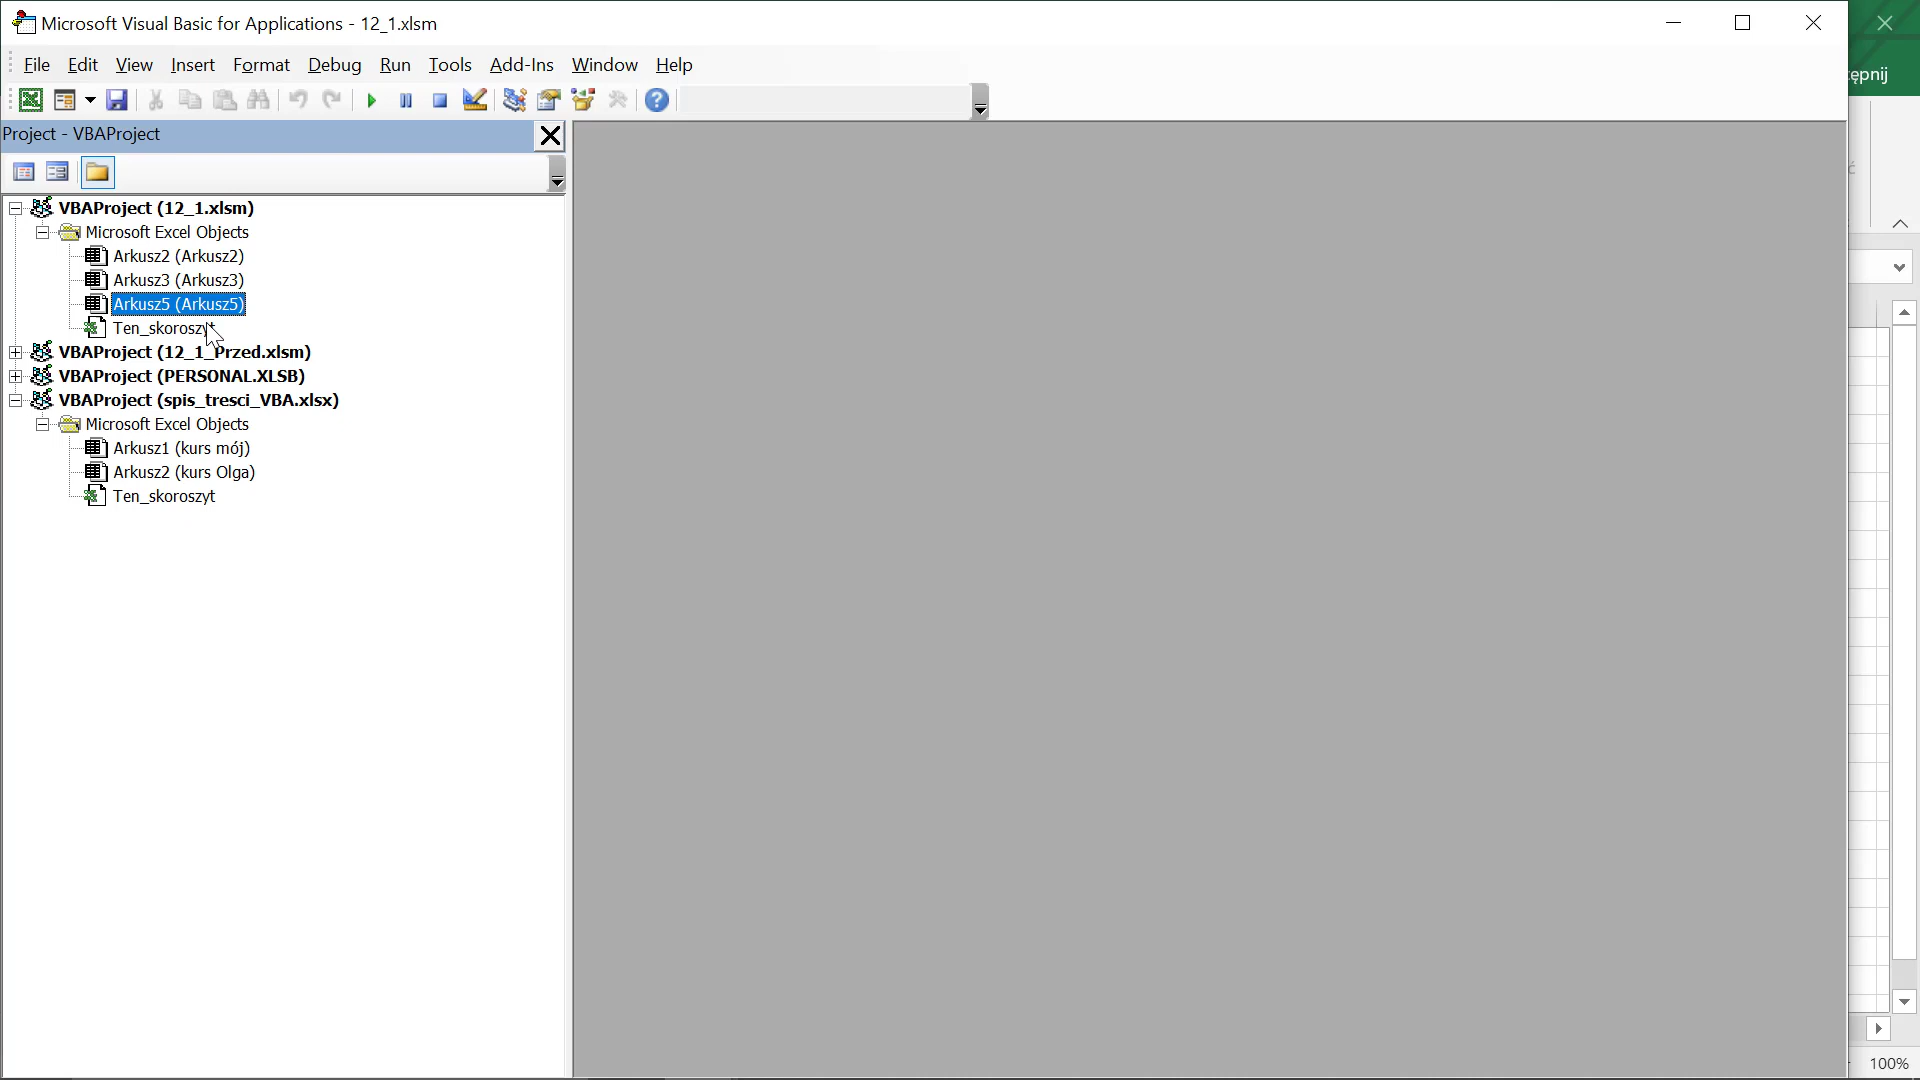 Microsoft Visual Basic for Applications - 12_1.xlsm
File Edit View Insert Format Debug Run Tools Add-Ins Window Help
Project - VBAProject
VBAProject (12_1.xlsm)
Microsoft Excel Objects
Arkusz2 (Arkusz2)
Arkusz3 (Arkusz3)
Arkusz5 (Arkusz5)
Ten_skoroszyt
VBAProject (12_1_Przed.xlsm)
VBAProject (PERSONAL.XLSB)
VBAProject (spis_tresci_VBA.xlsx)
Microsoft Excel Objects
Arkusz1 (kurs mój)
Arkusz2 (kurs Olga)
Ten_skoroszyt
ępnij
ć
100%